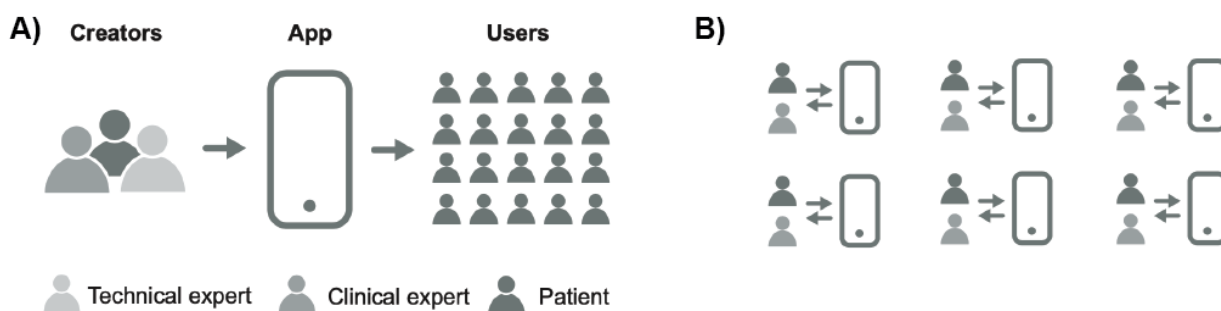 A) Creators App Users
Technical expert Clinical expert Patient
B)